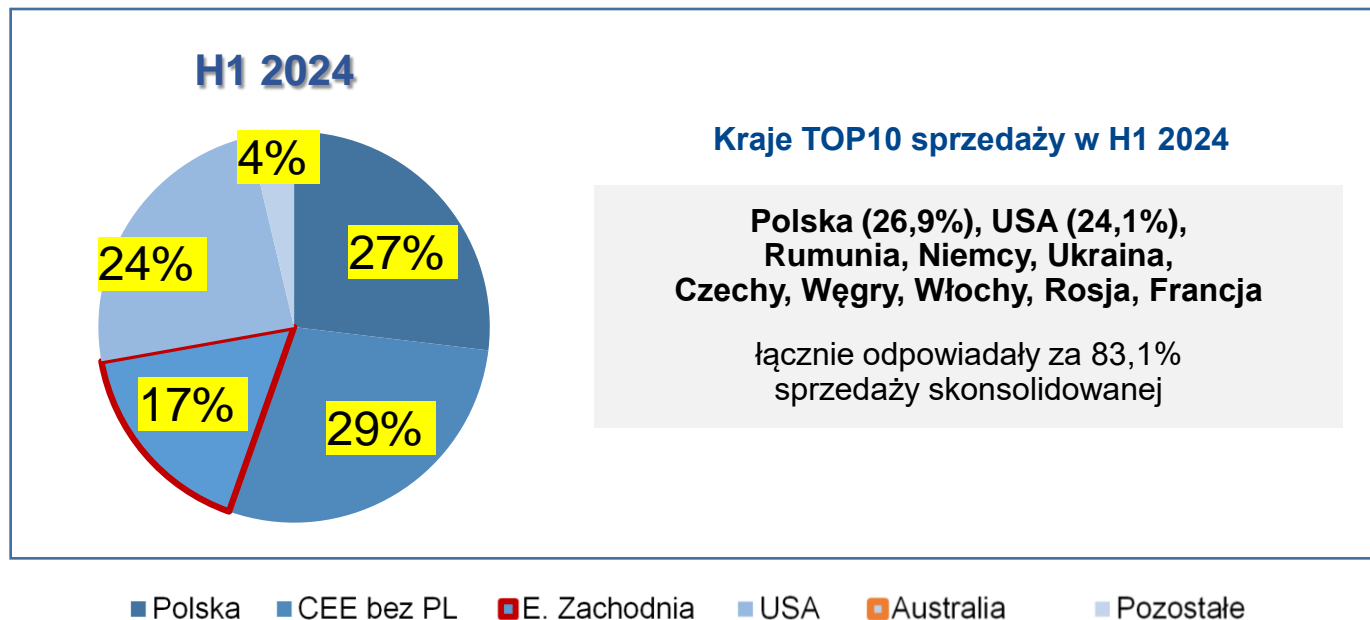 H1 2024
4%
27%
24%
17%
29%
Kraje TOP10 sprzedaży w H1 2024
Polska (26,9%), USA (24,1%),
Rumunia, Niemcy, Ukraina,
Czechy, Węgry, Włochy, Rosja, Francja
łącznie odpowiadały za 83,1%
sprzedaży skonsolidowanej
Polska CEE bez PL E. Zachodnia USA Australia Pozostałe